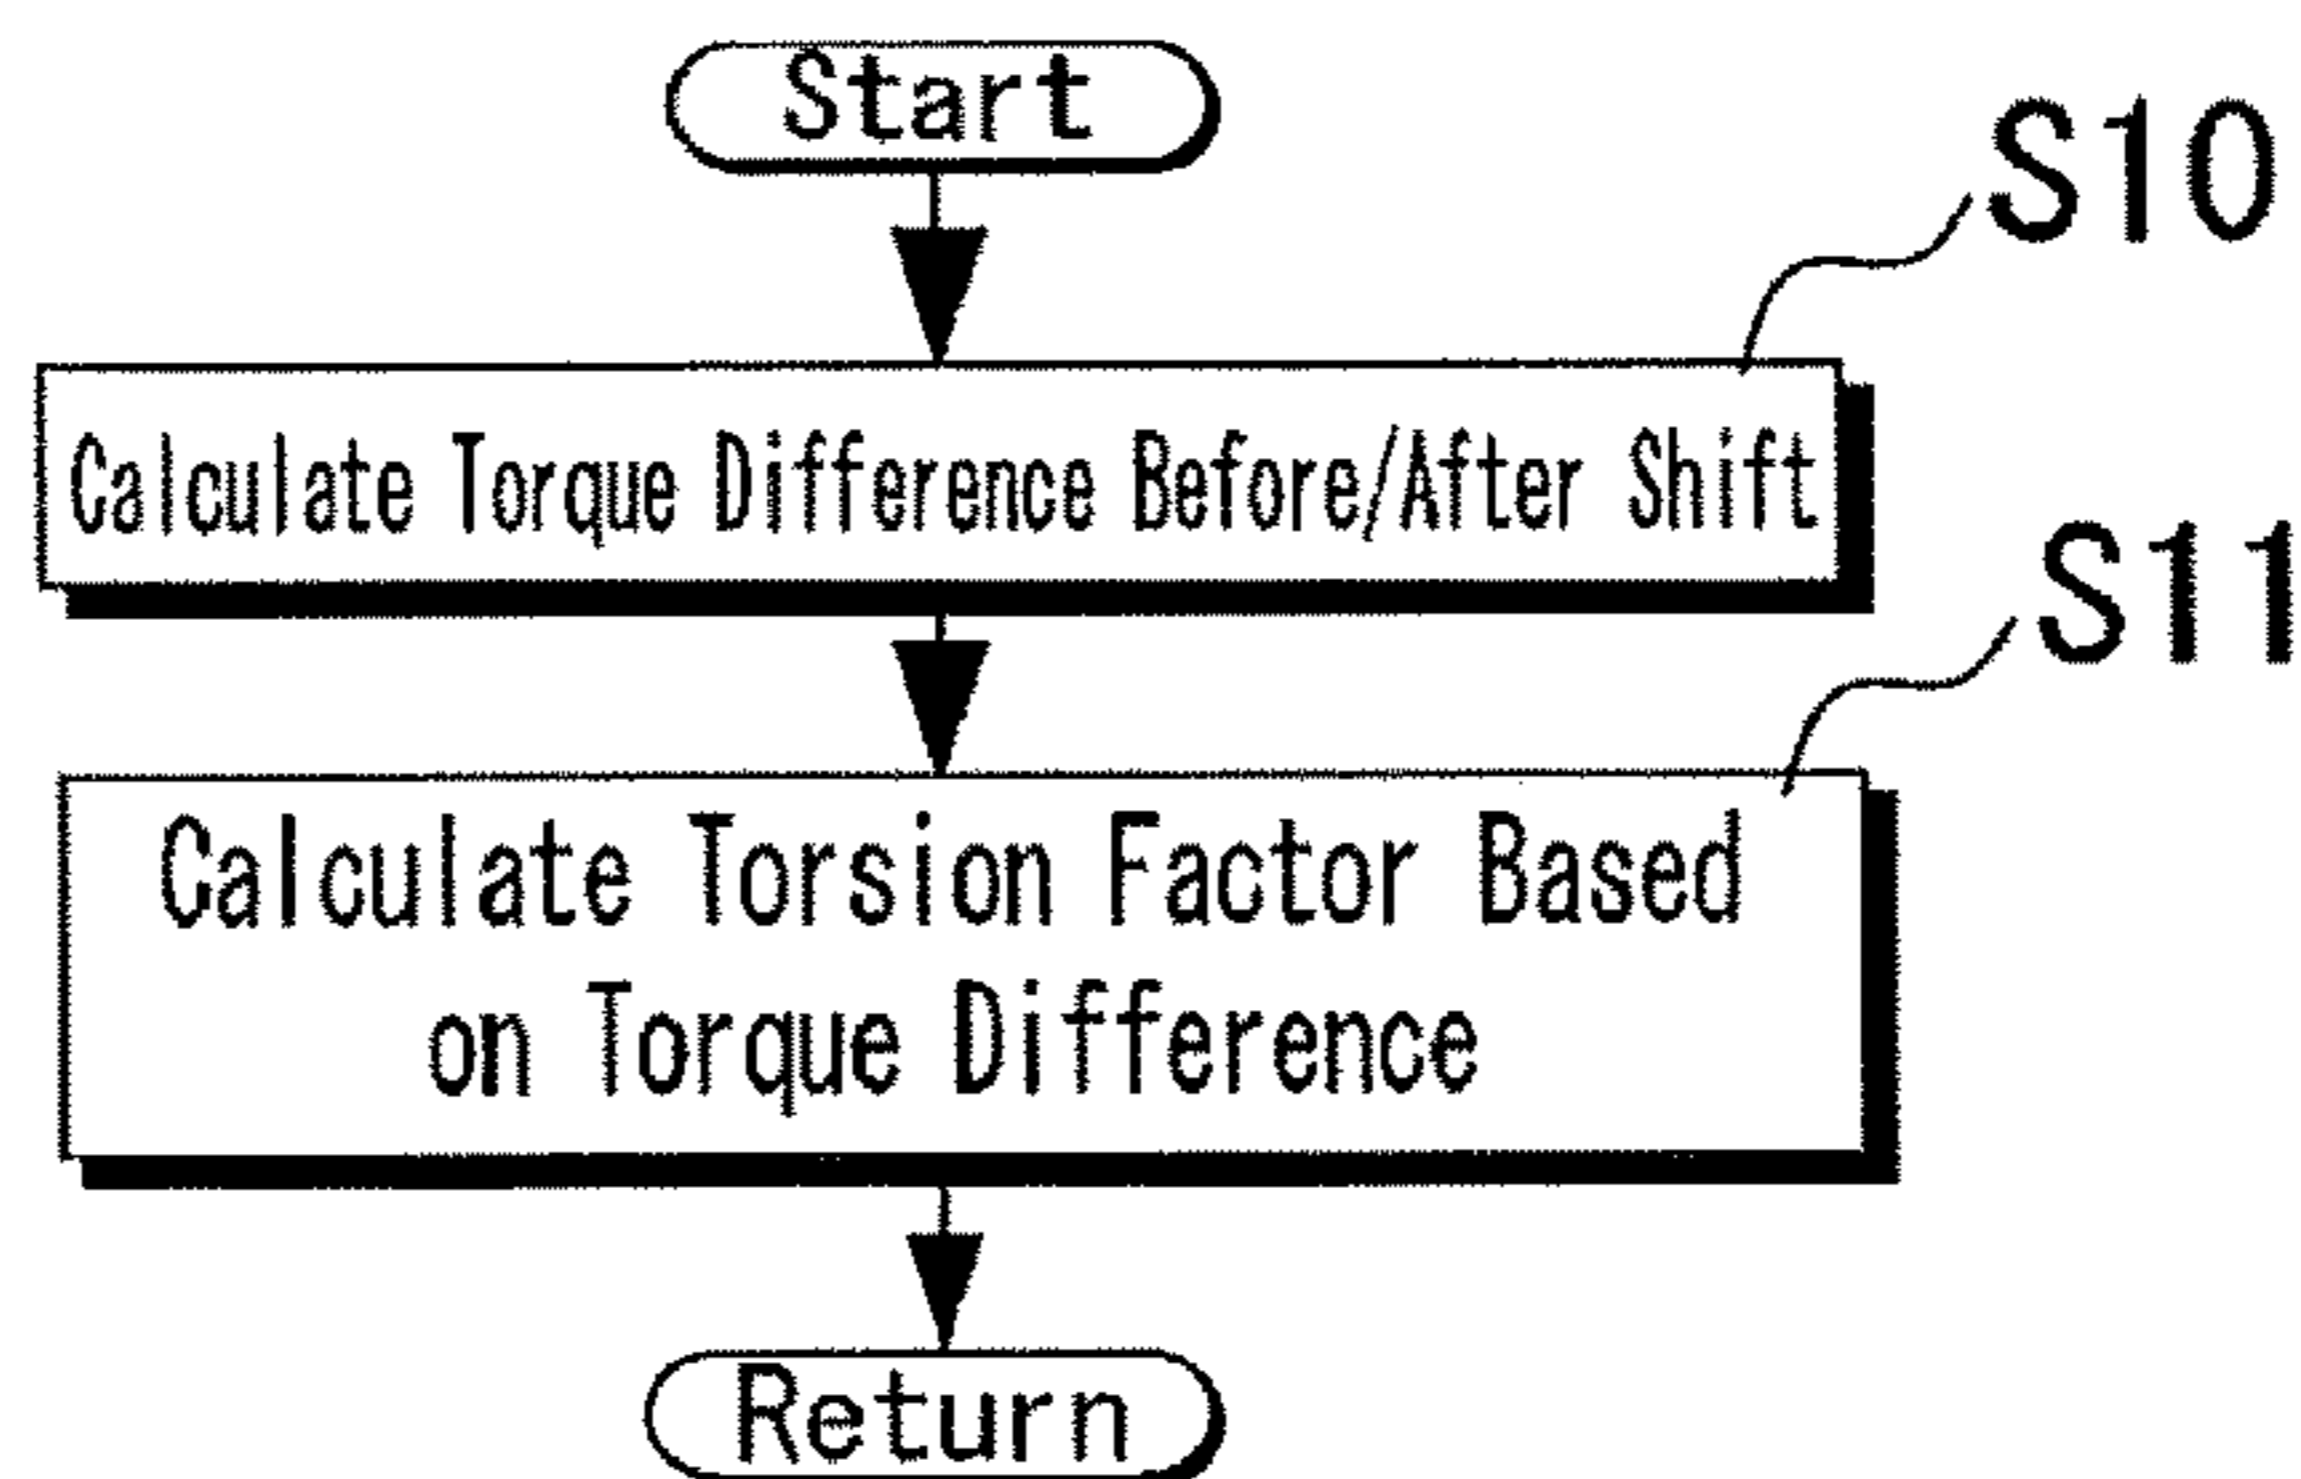 Start
S10
Calculate Torque Difference Before/After Shift
S11
Calculate Torsion Factor Based
on Torque Difference
Return